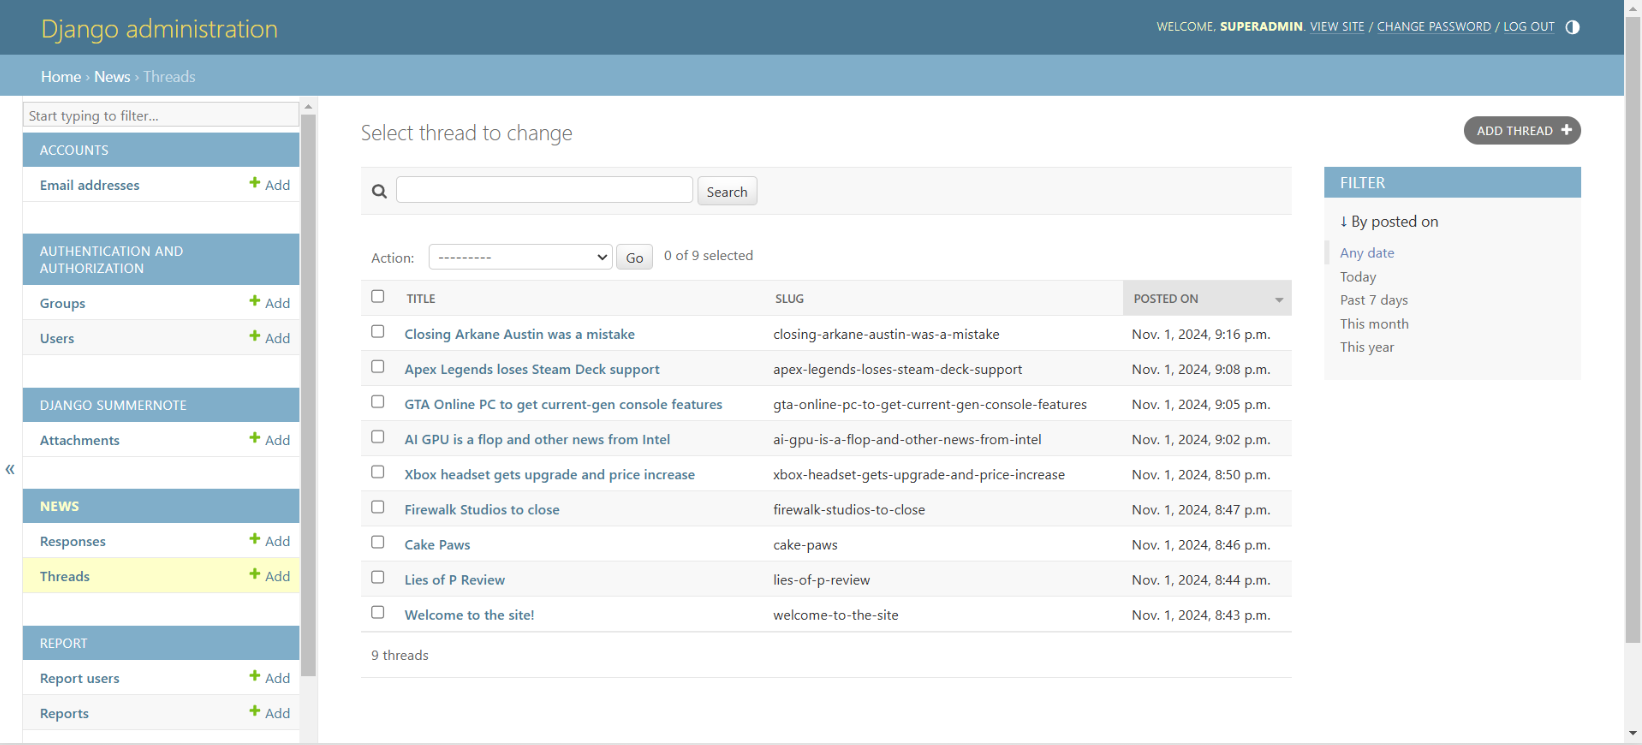 Django administration
WELCOME, SUPERADMIN. VIEW SITE / CHANGE PASSWORD / LOG OUT
Home › News › Threads
Start typing to filter...
ACCOUNTS
Email addresses Add
AUTHENTICATION AND
AUTHORIZATION
Groups Add
Users Add
DJANGO SUMMERNOTE
Attachments Add
«
NEWS
Responses Add
Threads Add
REPORT
Report users Add
Reports Add
Select thread to change
ADD THREAD +
Search
Action: --------- Go 0 of 9 selected
TITLE SLUG POSTED ON
Closing Arkane Austin was a mistake closing-arkane-austin-was-a-mistake Nov. 1, 2024, 9:16 p.m.
Apex Legends loses Steam Deck support apex-legends-loses-steam-deck-support Nov. 1, 2024, 9:08 p.m.
GTA Online PC to get current-gen console features gta-online-pc-to-get-current-gen-console-features Nov. 1, 2024, 9:05 p.m.
AI GPU is a flop and other news from Intel ai-gpu-is-a-flop-and-other-news-from-intel Nov. 1, 2024, 9:02 p.m.
Xbox headset gets upgrade and price increase xbox-headset-gets-upgrade-and-price-increase Nov. 1, 2024, 8:50 p.m.
Firewalk Studios to close firewalk-studios-to-close Nov. 1, 2024, 8:47 p.m.
Cake Paws cake-paws Nov. 1, 2024, 8:46 p.m.
Lies of P Review lies-of-p-review Nov. 1, 2024, 8:44 p.m.
Welcome to the site! welcome-to-the-site Nov. 1, 2024, 8:43 p.m.
9 threads
FILTER
↓ By posted on
Any date
Today
Past 7 days
This month
This year